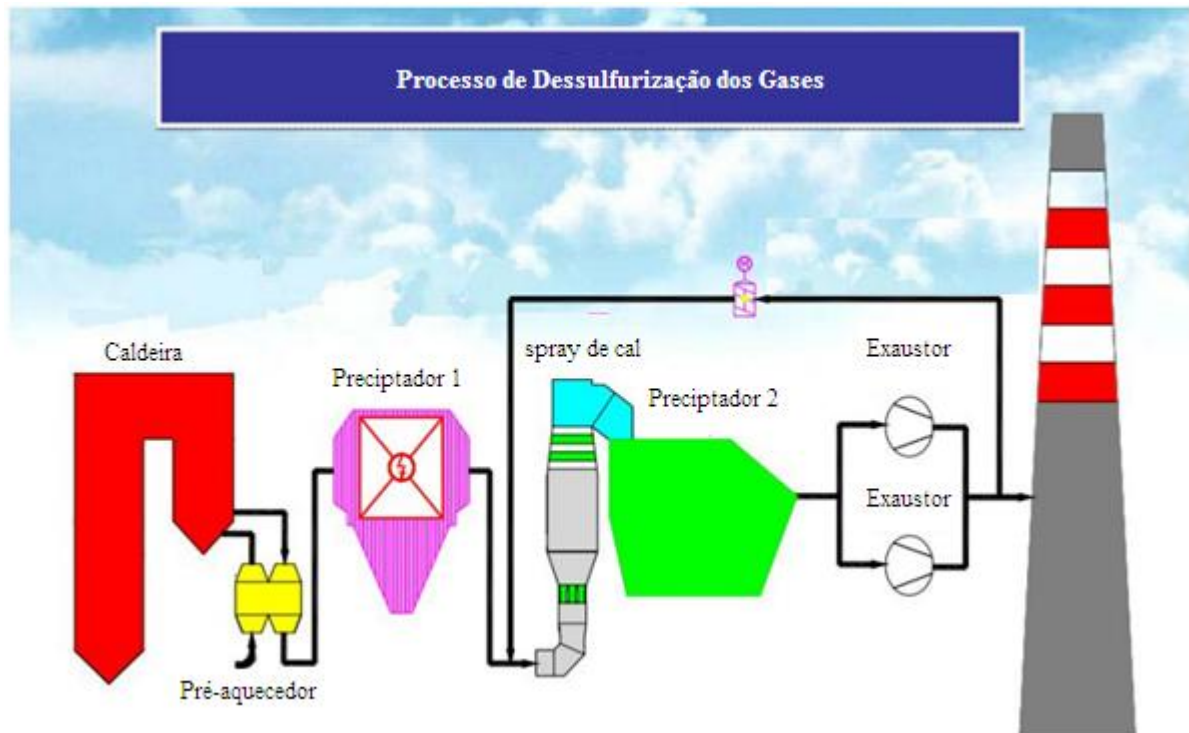 Processo de Dessulfurização dos Gases
Caldeira
Preciptador 1
spray de cal
Preciptador 2
Exaustor
Exaustor
Pré-aquecedor
M